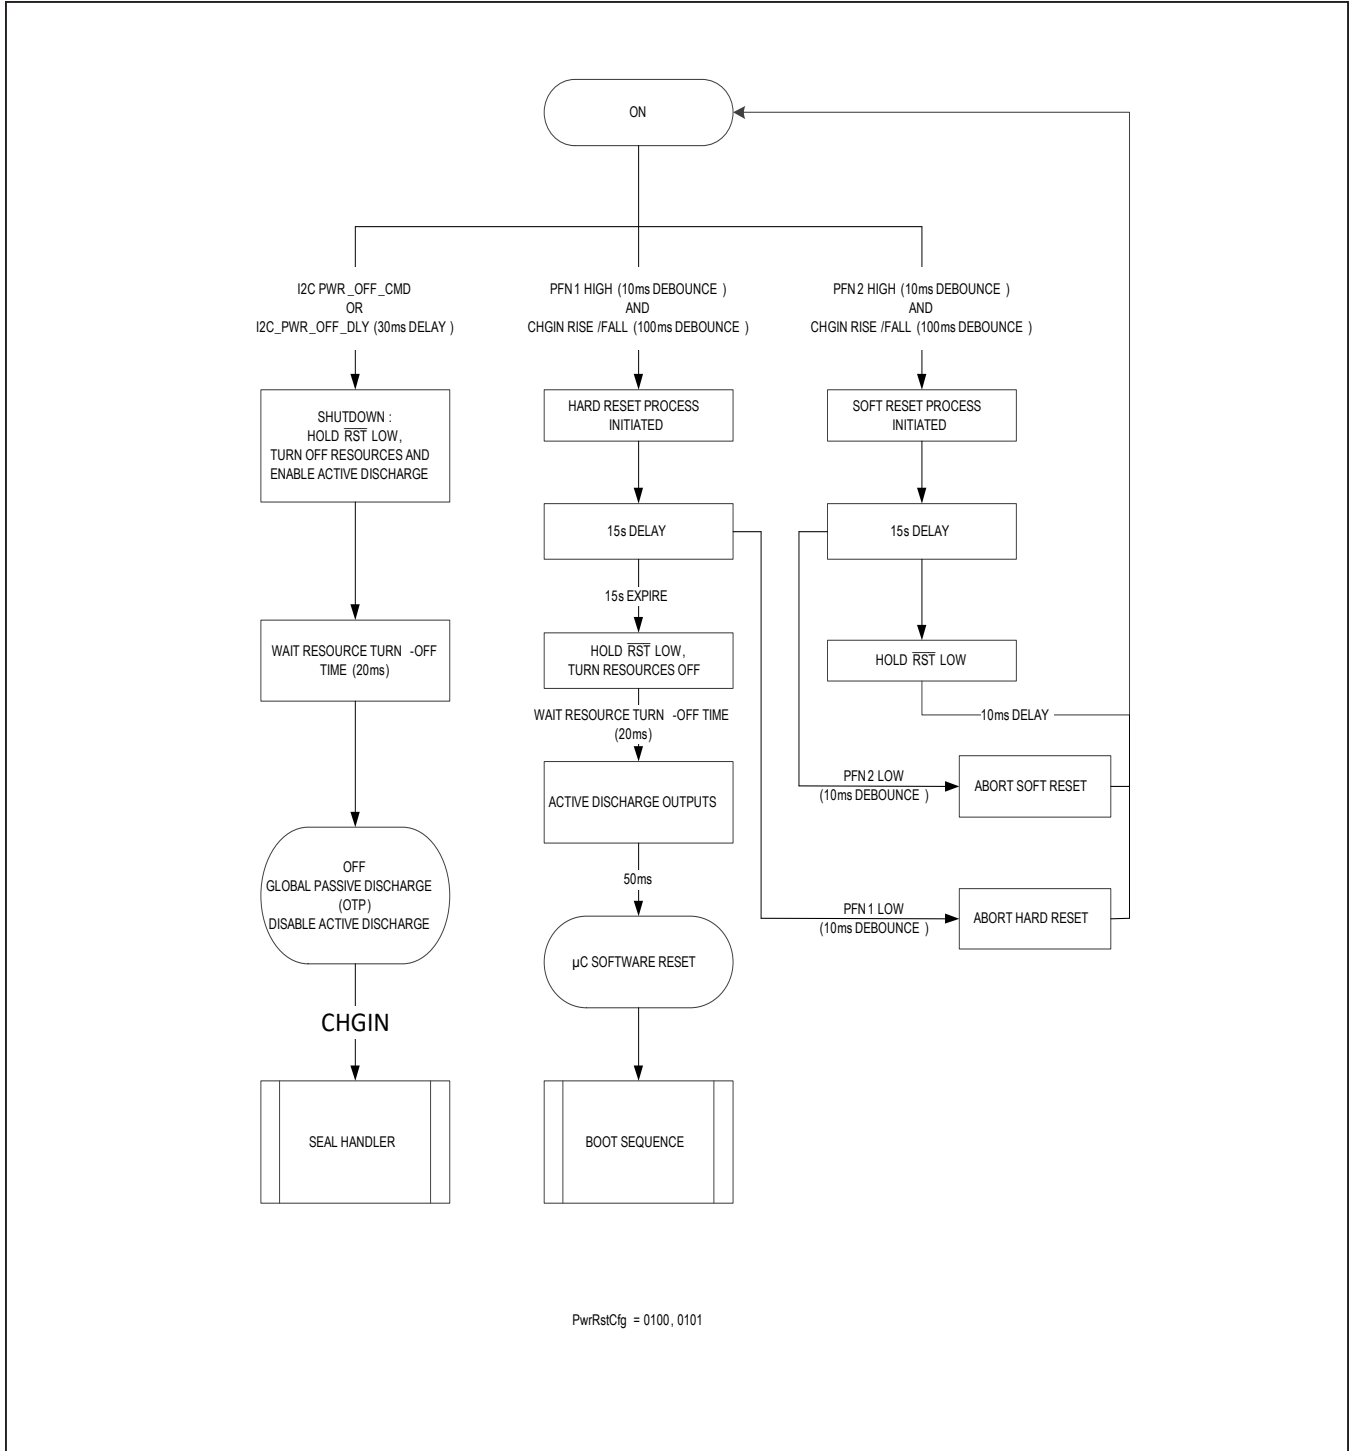 ON
I2C PWR_OFF_CMD
OR
I2C_PWR_OFF_DLY (30ms DELAY)
PFN1 HIGH (10ms DEBOUNCE)
AND
CHGIN RISE/FALL (100ms DEBOUNCE)
PFN2 HIGH (10ms DEBOUNCE)
AND
CHGIN RISE/FALL (100ms DEBOUNCE)
SHUTDOWN:
HOLD R̅S̅T̅ LOW,
TURN OFF RESOURCES AND
ENABLE ACTIVE DISCHARGE
HARD RESET PROCESS
INITIATED
SOFT RESET PROCESS
INITIATED
15s DELAY
15s DELAY
15s EXPIRE
WAIT RESOURCE TURN-OFF
TIME (20ms)
HOLD R̅S̅T̅ LOW,
TURN RESOURCES OFF
HOLD R̅S̅T̅ LOW
WAIT RESOURCE TURN-OFF TIME
(20ms)
10ms DELAY
ACTIVE DISCHARGE OUTPUTS
PFN2 LOW
(10ms DEBOUNCE)
ABORT SOFT RESET
OFF
GLOBAL PASSIVE DISCHARGE
(OTP)
DISABLE ACTIVE DISCHARGE
50ms
PFN1 LOW
(10ms DEBOUNCE)
ABORT HARD RESET
µC SOFTWARE RESET
CHGIN
SEAL HANDLER
BOOT SEQUENCE
PwrRstCfg = 0100, 0101